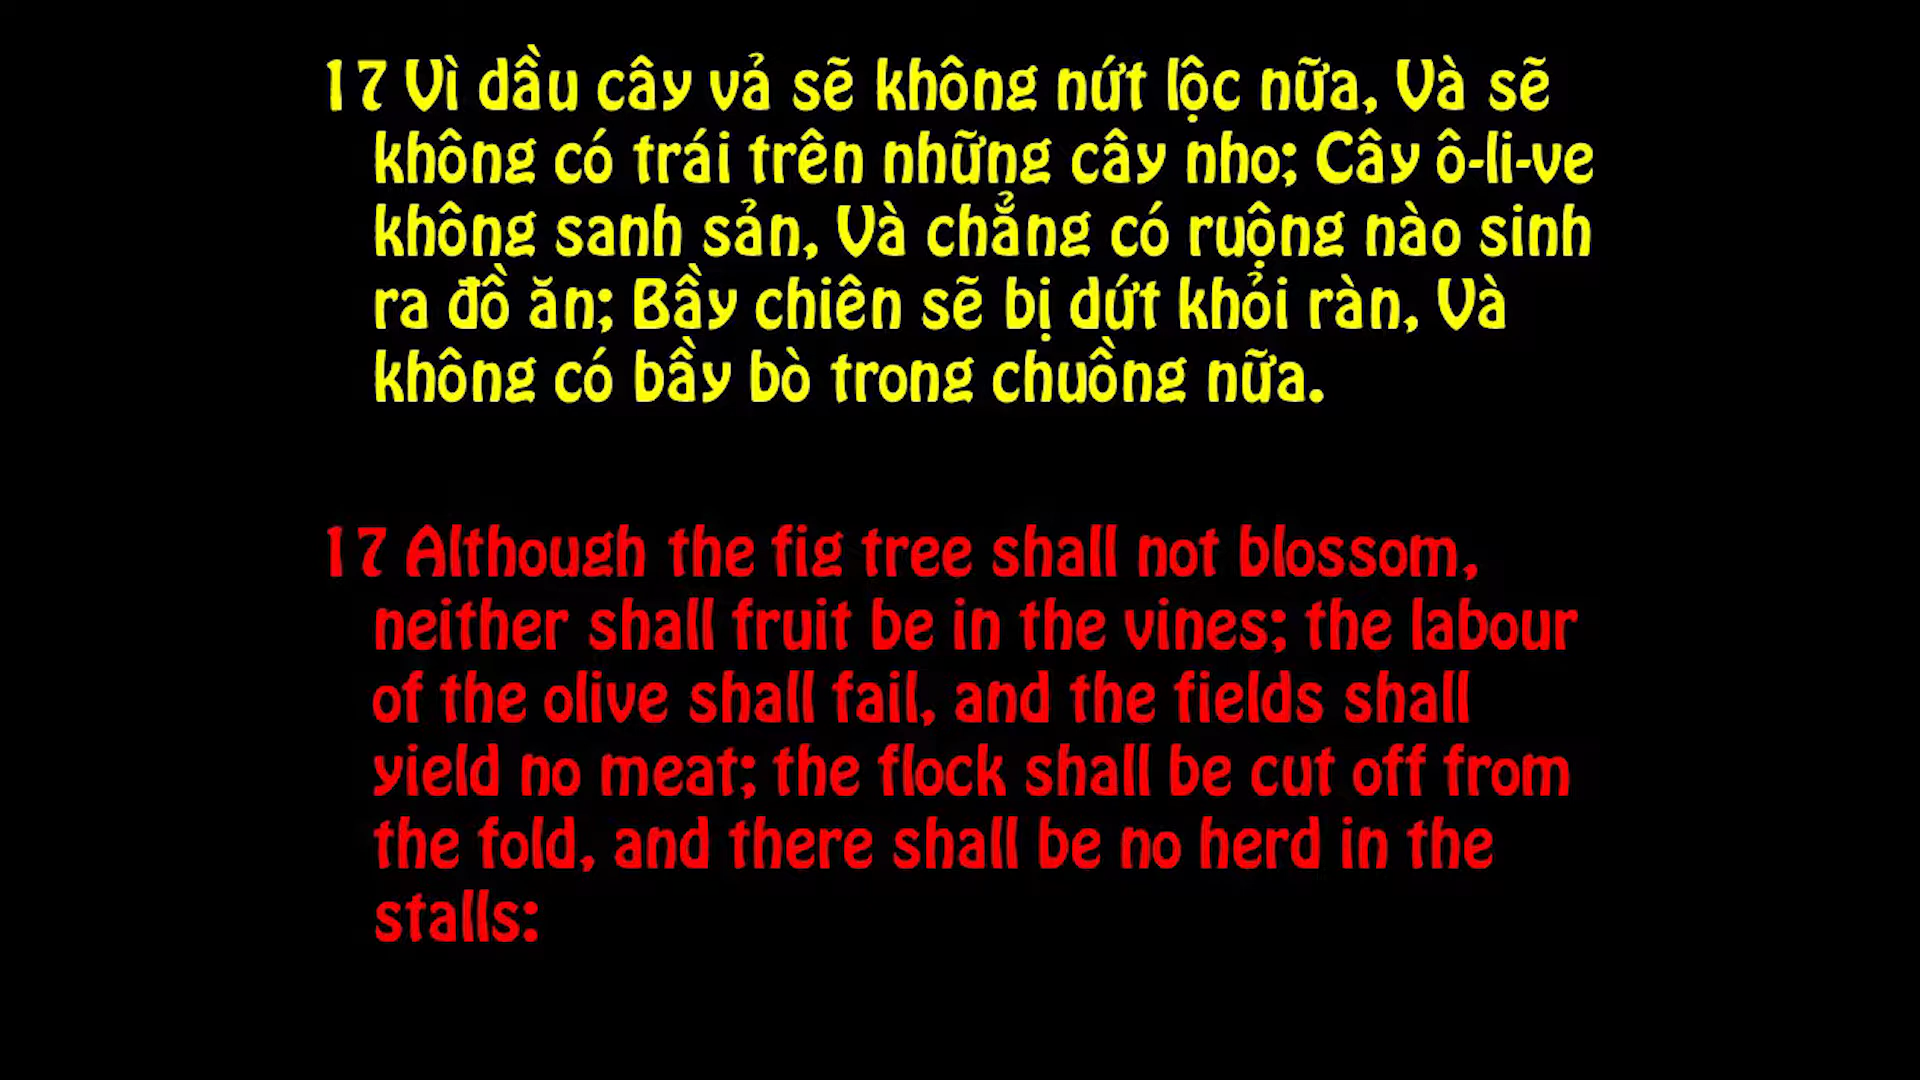 17 Vì dầu cây vả sẽ không nứt lộc nữa, Và sẽ
không có trái trên những cây nho; Cây ô-li-ve
không sanh sản, Và chẳng có ruộng nào sinh
ra đồ ăn; Bầy chiên sẽ bị dứt khỏi ràn, Và
không có bầy bò trong chuồng nữa.
17 Although the fig tree shall not blossom,
neither shall fruit be in the vines; the labour
of the olive shall fail, and the fields shall
yield no meat; the flock shall be cut off from
the fold, and there shall be no herd in the
stalls: